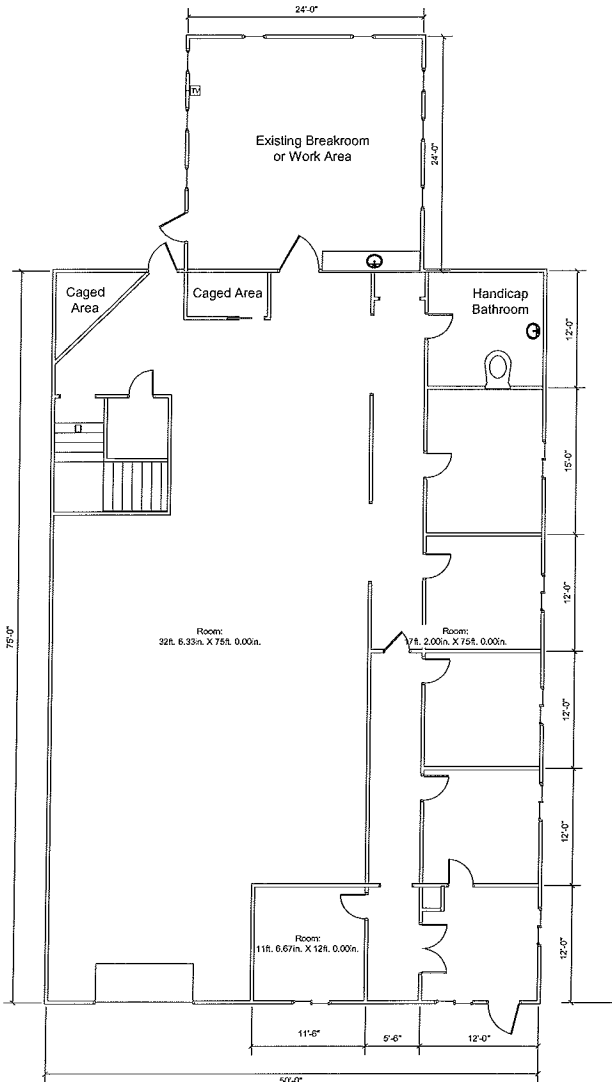 24'-0"
TV
Existing Breakroom
or Work Area
24'-0"
Caged
Area
Caged Area
Handicap
Bathroom
12'-0"
15'-0"
12'-0"
75'-0"
Room:
32ft. 6.33in. X 75ft. 0.00in.
Room:
17ft. 2.00in. X 75ft. 0.00in.
12'-0"
12'-0"
Room:
11ft. 6.67in. X 12ft. 0.00in.
12'-0"
11'-6"
5'-6"
12'-0"
50'-0"